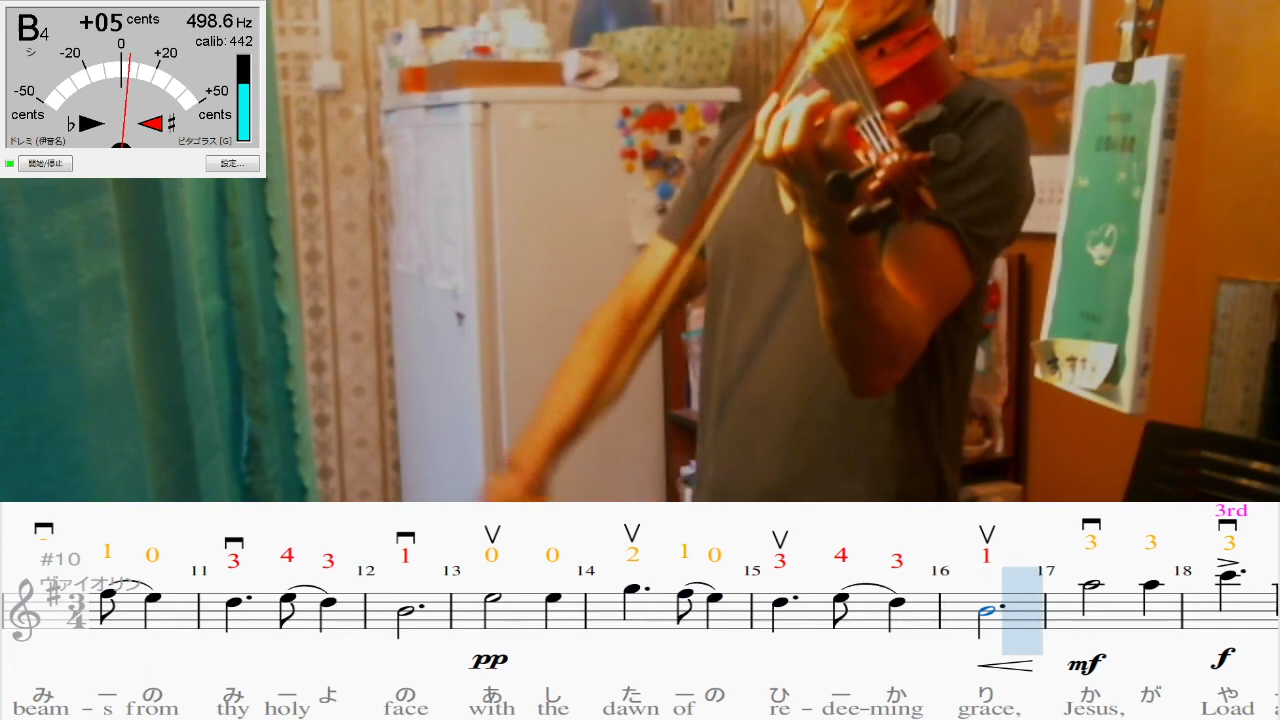 B4 +05 cents 498.6 Hz
シ calib: 442
-50 cents -20 0 +20 +50 cents
♭ ♯
ドレミ (伊音名) ピタゴラス [G]
開始/停止 設定...
3rd
1 0 3 4 3 1 0 0 2 1 0 3 4 3 1 3 3 3
#10 11 12 13 14 15 16 17 18
ヴァイオリン
3/4
pp mf f
み ー の み ー よ の あ し た ー の ひ ー か り か が や
beam - s from thy holy face with the dawn of re - dee-ming grace, Jesus, Load